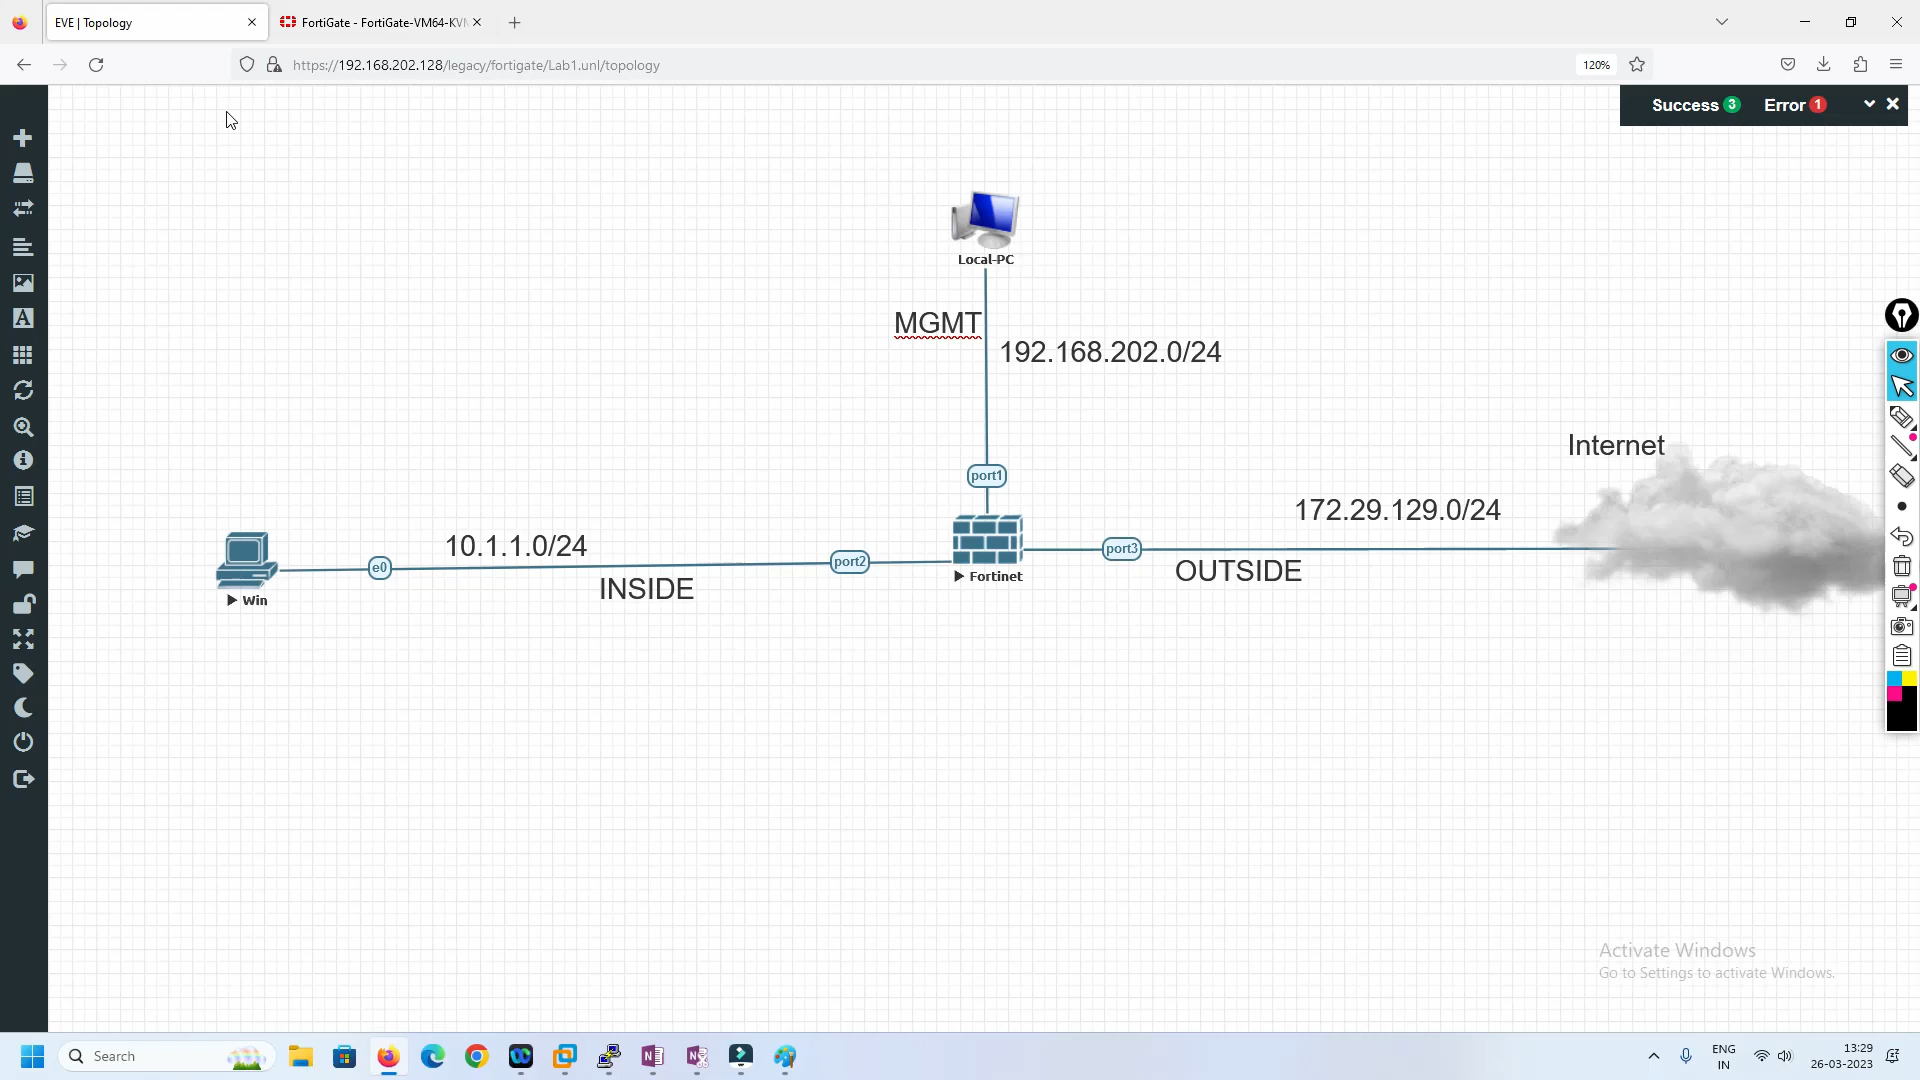 EVE | Topology
FortiGate - FortiGate-VM64-KVM
https://192.168.202.128/legacy/fortigate/Lab1.unl/topology
120%
Success 3 Error 1
Local-PC
MGMT
192.168.202.0/24
port1
Internet
172.29.129.0/24
10.1.1.0/24
e0
port2
port3
INSIDE
OUTSIDE
Fortinet
Win
Activate Windows
Go to Settings to activate Windows.
Search
ENG
IN
13:29
26-03-2023